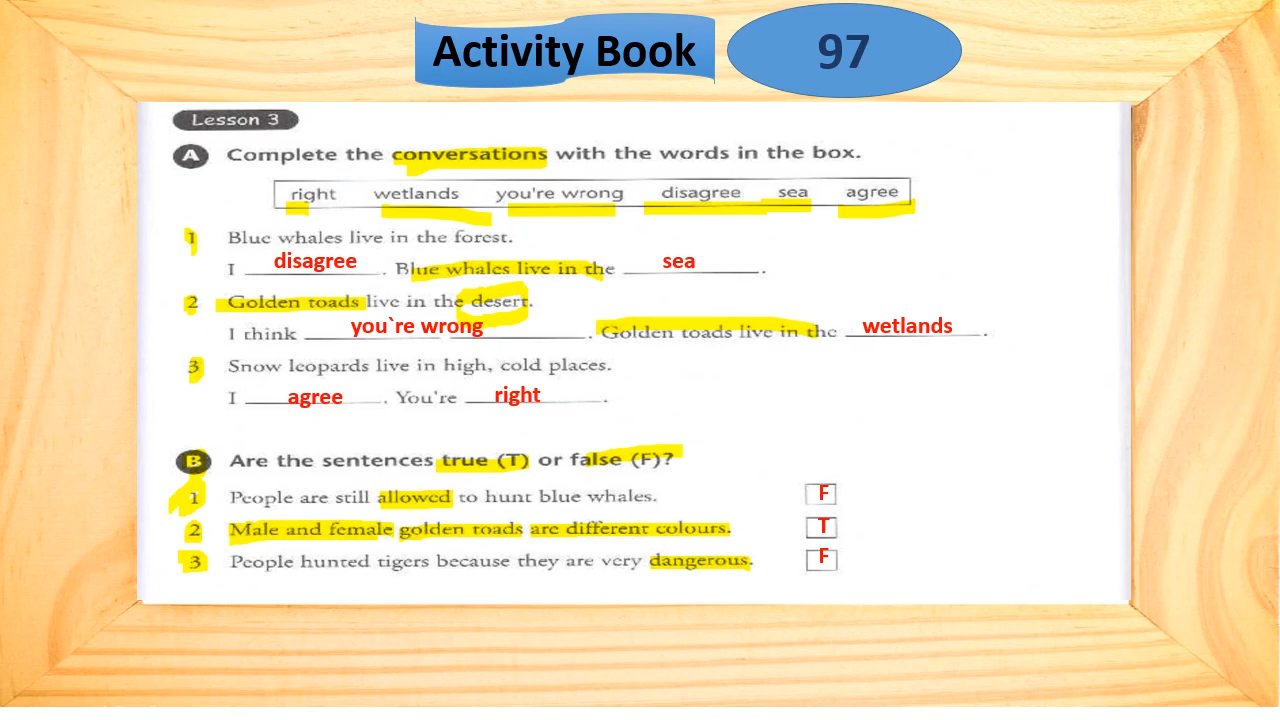 Activity Book
97
Lesson 3
A Complete the conversations with the words in the box.
right wetlands you're wrong disagree sea agree
1 Blue whales live in the forest.
I disagree. Blue whales live in the sea.
2 Golden toads live in the desert.
I think you`re wrong. Golden toads live in the wetlands.
3 Snow leopards live in high, cold places.
I agree. You're right.
B Are the sentences true (T) or false (F)?
1 People are still allowed to hunt blue whales. F
2 Male and female golden toads are different colours. T
3 People hunted tigers because they are very dangerous. F